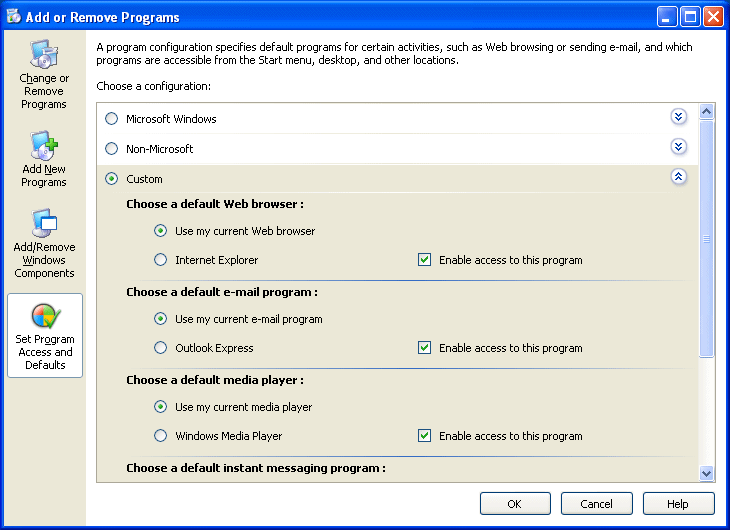 Add or Remove Programs
Change or
Remove
Programs
Add New
Programs
Add/Remove
Windows
Components
Set Program
Access and
Defaults
A program configuration specifies default programs for certain activities, such as Web browsing or sending e-mail, and which
programs are accessible from the Start menu, desktop, and other locations.
Choose a configuration:
Microsoft Windows
Non-Microsoft
Custom
Choose a default Web browser :
Use my current Web browser
Internet Explorer
Enable access to this program
Choose a default e-mail program :
Use my current e-mail program
Outlook Express
Enable access to this program
Choose a default media player :
Use my current media player
Windows Media Player
Enable access to this program
Choose a default instant messaging program :
OK
Cancel
Help